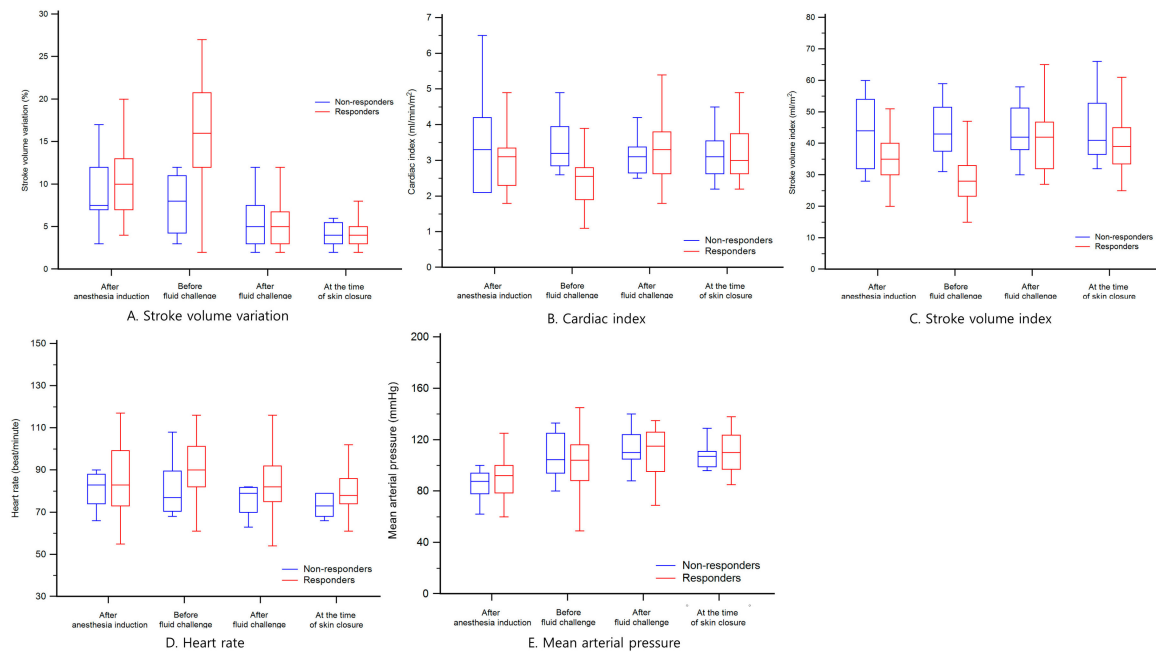 30
25
20
15
10
5
0
Stroke volume variation (%)
Non-responders
Responders
After
anesthesia induction
Before
fluid challenge
After
fluid challenge
At the time
of skin closure
A. Stroke volume variation
7
6
5
4
3
2
1
0
Cardiac index (ml/min/m²)
Non-responders
Responders
After
anesthesia induction
Before
fluid challenge
After
fluid challenge
At the time
of skin closure
B. Cardiac index
80
70
60
50
40
30
20
10
0
Stroke volume index (ml/m²)
Non-responders
Responders
After
anesthesia induction
Before
fluid challenge
After
fluid challenge
At the time
of skin closure
C. Stroke volume index
150
130
110
90
70
50
30
Heart rate (beat/minute)
Non-responders
Responders
After
anesthesia induction
Before
fluid challenge
After
fluid challenge
At the time
of skin closure
D. Heart rate
200
160
120
80
40
0
Mean arterial pressure (mmHg)
Non-responders
Responders
After
anesthesia induction
Before
fluid challenge
After
fluid challenge
At the time
of skin closure
E. Mean arterial pressure